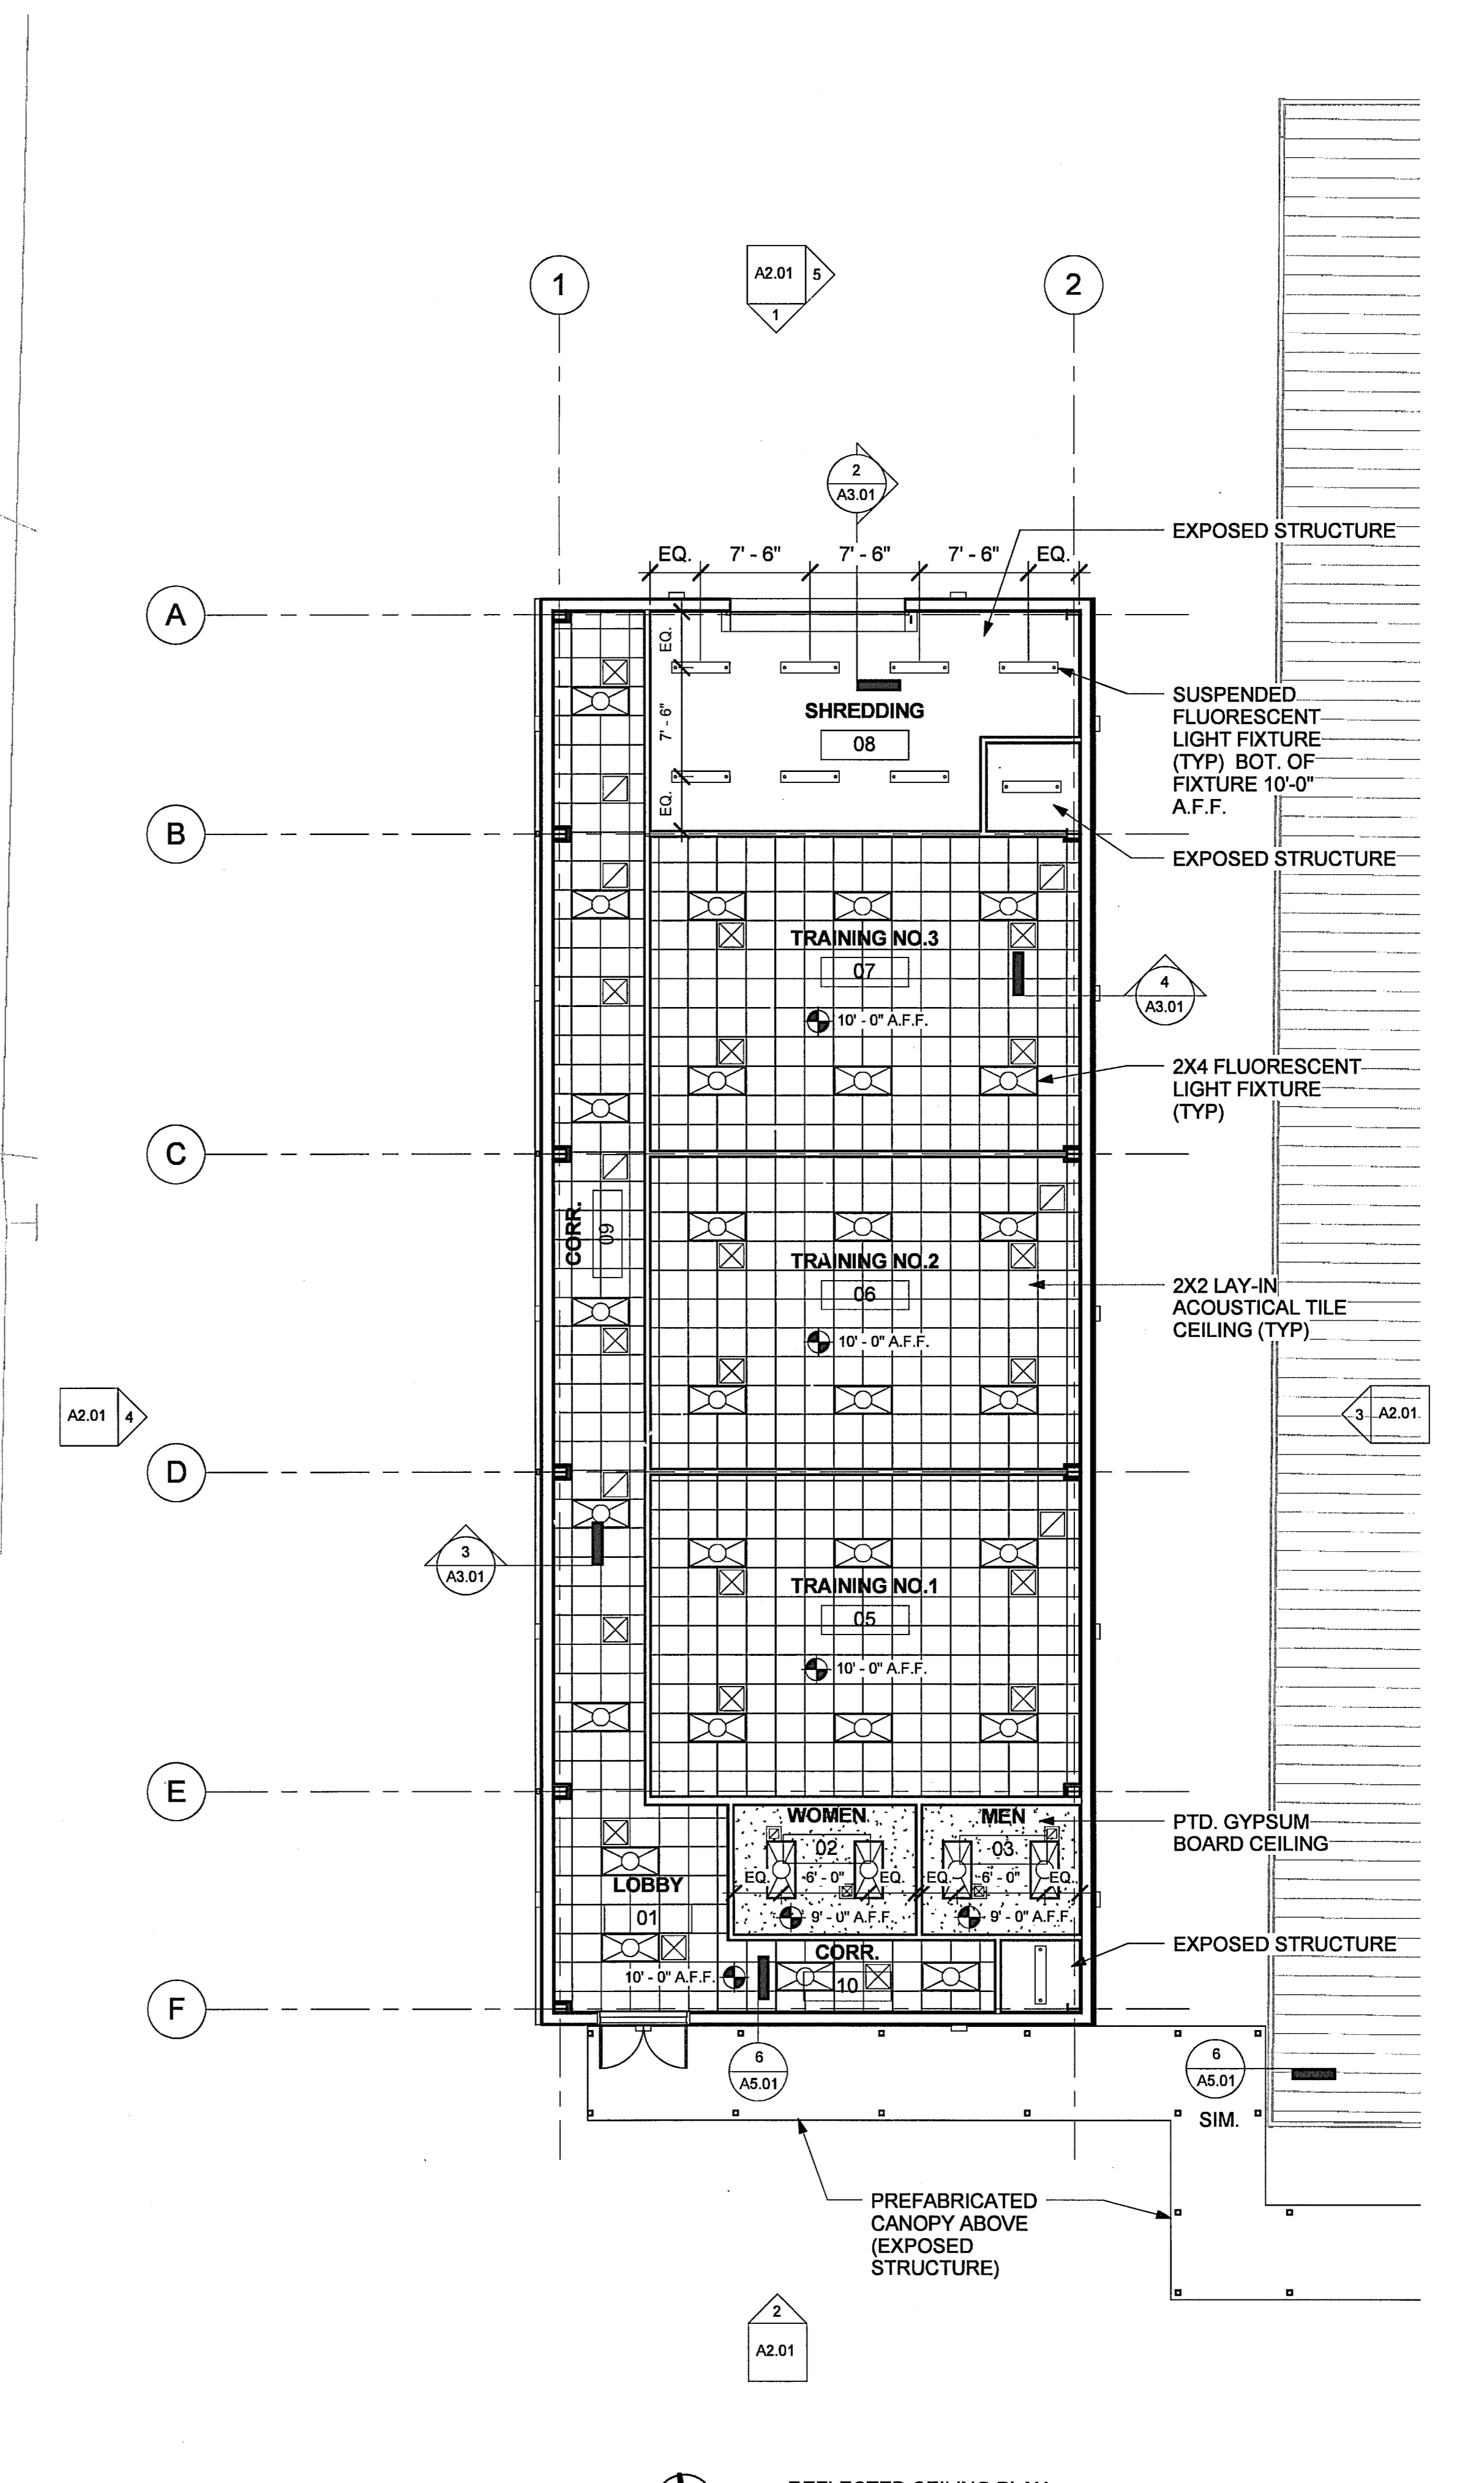 A2.01
5
1
1
2
2
A3.01
EXPOSED STRUCTURE
EQ.
7' - 6"
7' - 6"
7' - 6"
EQ.
A
EQ.
SUSPENDED
FLUORESCENT
LIGHT FIXTURE
(TYP) BOT. OF
FIXTURE 10'-0"
A.F.F.
SHREDDING
08
7' - 6"
EQ.
B
EXPOSED STRUCTURE
TRAINING NO.3
07
10' - 0" A.F.F.
4
A3.01
2X4 FLUORESCENT
LIGHT FIXTURE
(TYP)
C
CORR.
09
TRAINING NO.2
06
10' - 0" A.F.F.
2X2 LAY-IN
ACOUSTICAL TILE
CEILING (TYP)
A2.01
4
3
A2.01
D
3
A3.01
TRAINING NO.1
05
10' - 0" A.F.F.
E
WOMEN
02
EQ.
6' - 0"
EQ.
9' - 0" A.F.F.
MEN
03
EQ.
6' - 0"
EQ.
9' - 0" A.F.F.
PTD. GYPSUM
BOARD CEILING
LOBBY
01
10' - 0" A.F.F.
CORR.
10
EXPOSED STRUCTURE
F
6
A5.01
6
A5.01
SIM.
PREFABRICATED
CANOPY ABOVE
(EXPOSED
STRUCTURE)
2
A2.01
REFLECTED CEILING PLAN